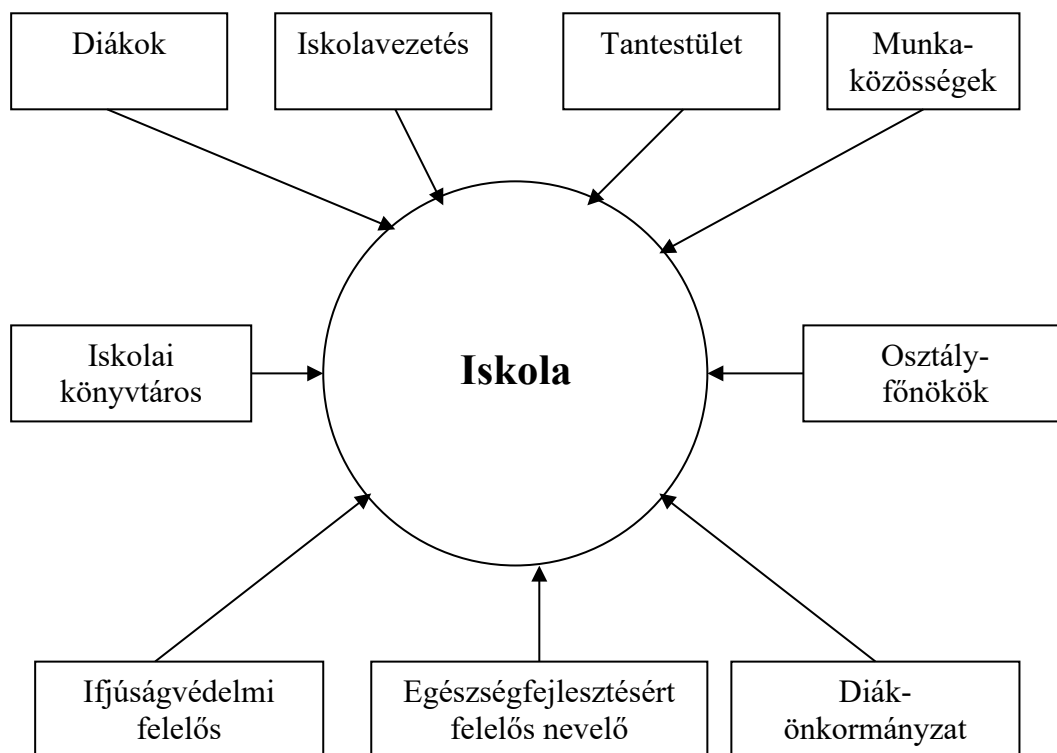 Diákok
Iskolavezetés
Tantestület
Munka-
közösségek
Iskolai
könyvtáros
Iskola
Osztály-
főnökök
Ifjúságvédelmi
felelős
Egészségfejlesztésért
felelős nevelő
Diák-
önkormányzat